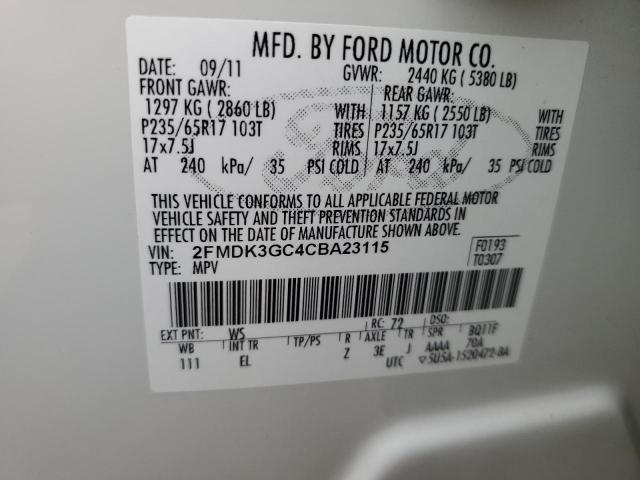 MFD. BY FORD MOTOR CO.
DATE: 09/11 GVWR: 2440 KG ( 5380 LB)
FRONT GAWR: REAR GAWR:
1297 KG ( 2860 LB) WITH 1157 KG ( 2550 LB) WITH
P235/65R17 103T TIRES P235/65R17 103T TIRES
17x7.5J RIMS 17x7.5J RIMS
AT 240 kPa/ 35 PSI COLD AT 240 kPa/ 35 PSI COLD
Ford
THIS VEHICLE CONFORMS TO ALL APPLICABLE FEDERAL MOTOR
VEHICLE SAFETY AND THEFT PREVENTION STANDARDS IN
EFFECT ON THE DATE OF MANUFACTURE SHOWN ABOVE.
VIN: 2FMDK3GC4CBA23115 F0193
TYPE: MPV T0307
EXT PNT: WS RC: 72 DSO: BQ11F
WB INT TR TP/PS R AXLE TR SPR
111 EL Z 3E J AAAA 70A
UTC SU5A-1520472-BA